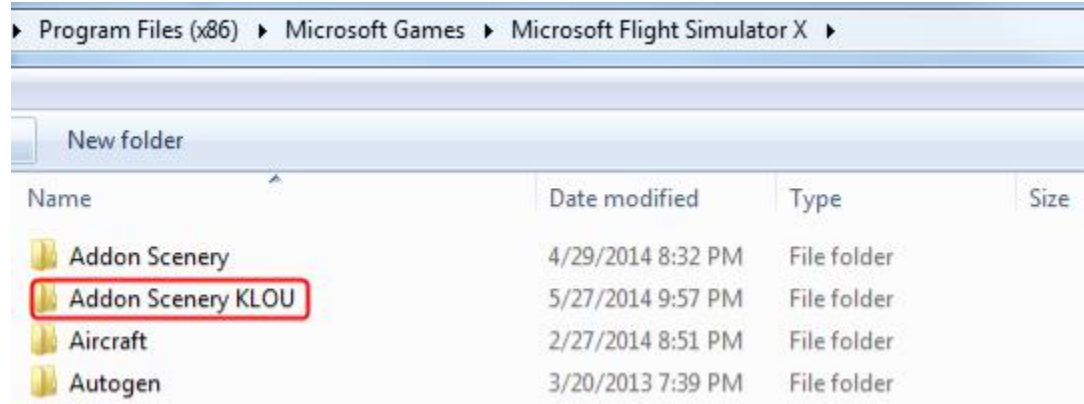 Program Files (x86) ▸ Microsoft Games ▸ Microsoft Flight Simulator X ▸
New folder
Name Date modified Type Size
Addon Scenery 4/29/2014 8:32 PM File folder
Addon Scenery KLOU 5/27/2014 9:57 PM File folder
Aircraft 2/27/2014 8:51 PM File folder
Autogen 3/20/2013 7:39 PM File folder